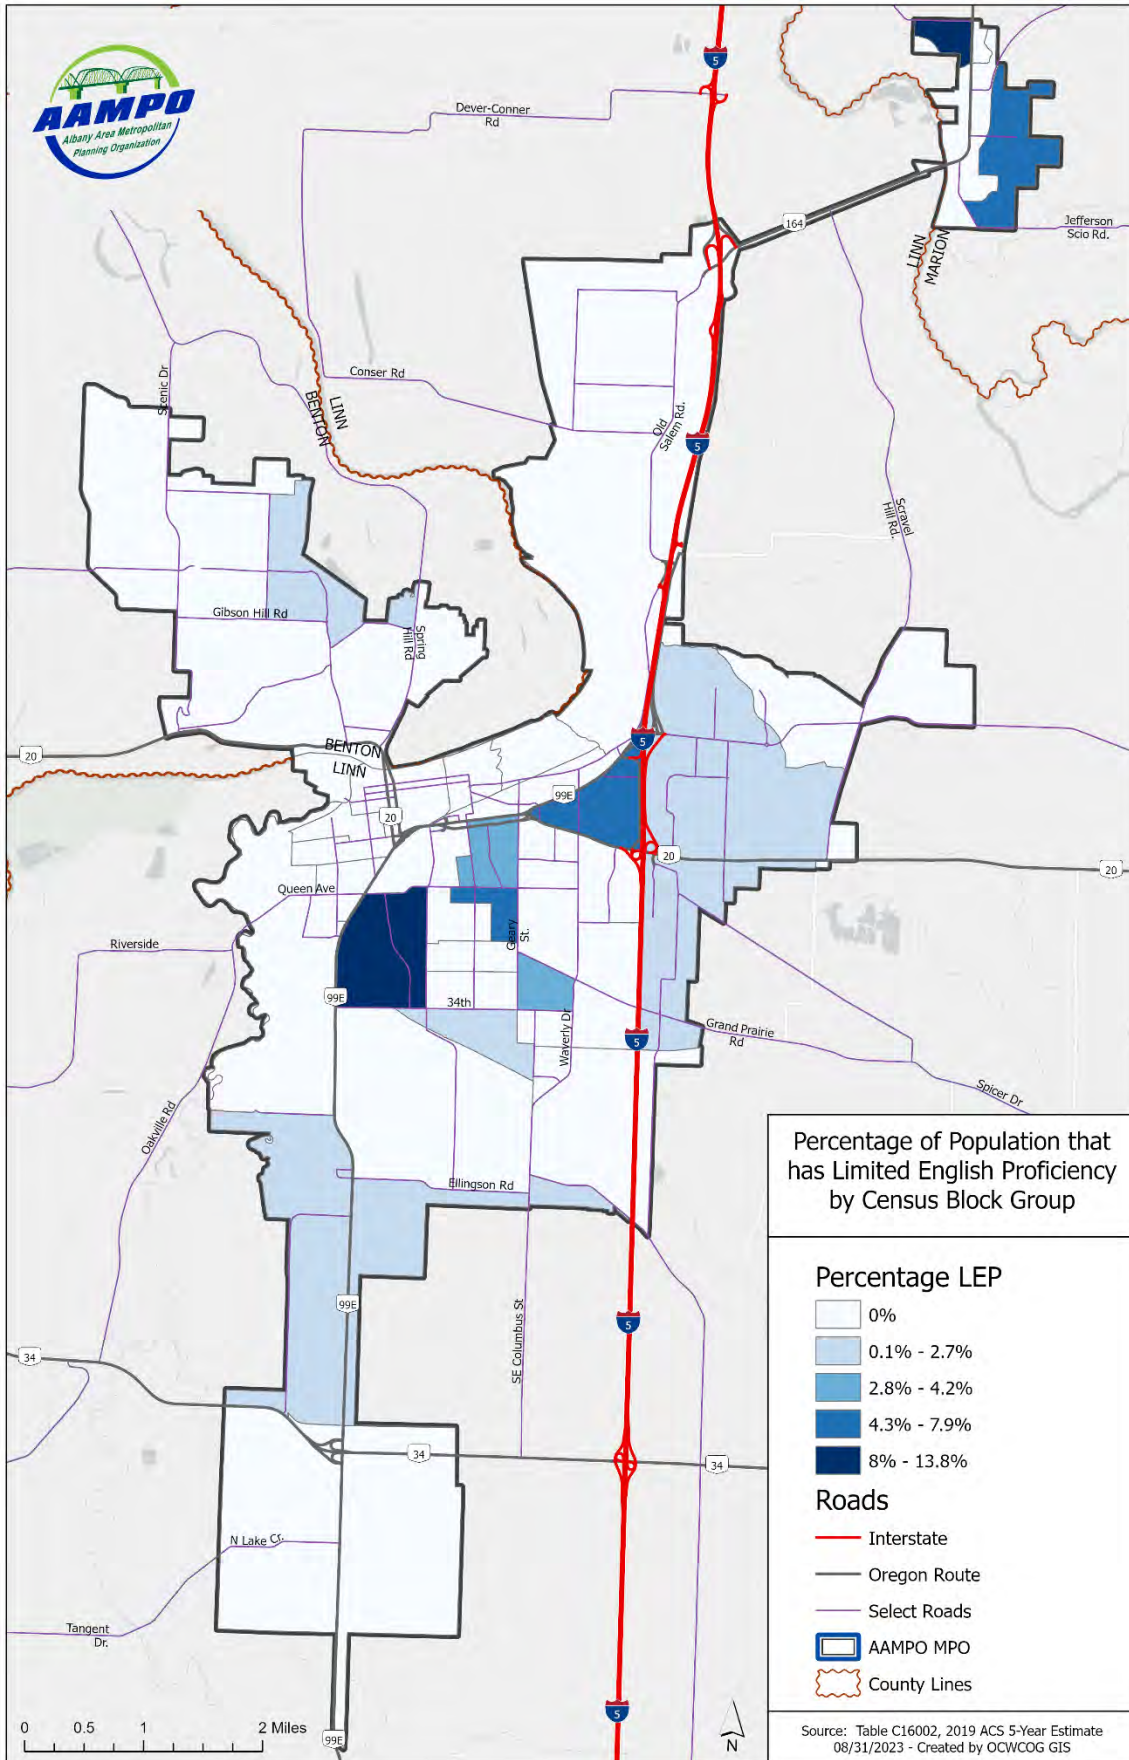 AAMPO
Albany Area Metropolitan
Planning Organization
5
Dever-Conner
Rd
164
Jefferson
Scio Rd.
LINN
MARION
Scenic Dr
Conser Rd
LINN
BENTON
Old
Salem Rd.
5
Scravel
Hill Rd.
Gibson Hill Rd
Spring
Hill Rd
20
BENTON
LINN
5
99E
20
20
20
Queen Ave
Geary
St.
Riverside
99E
34th
Waverly Dr
5
Grand Prairie
Rd
Spicer Dr
Oakville Rd
Ellingson Rd
99E
SE Columbus St
5
34
34
34
N Lake Cr.
Tangent
Dr.
5
99E
0 0.5 1 2 Miles
N
Percentage of Population that
has Limited English Proficiency
by Census Block Group
Percentage LEP
0%
0.1% - 2.7%
2.8% - 4.2%
4.3% - 7.9%
8% - 13.8%
Roads
Interstate
Oregon Route
Select Roads
AAMPO MPO
County Lines
Source: Table C16002, 2019 ACS 5-Year Estimate
08/31/2023 - Created by OCWCOG GIS